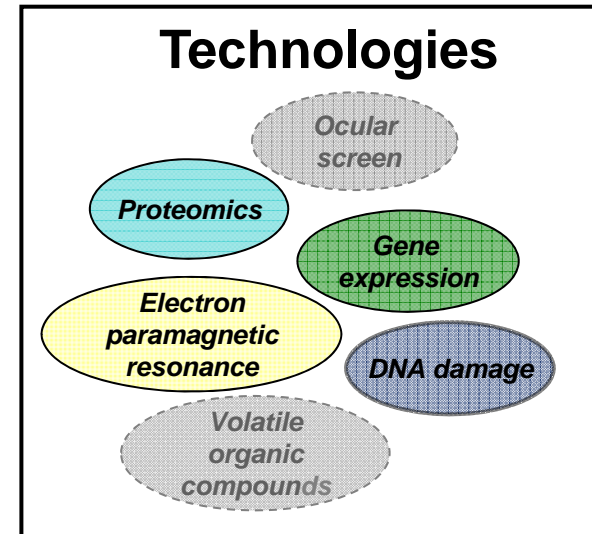 Technologies
Ocular
screen
Proteomics
Gene
expression
Electron
paramagnetic
resonance
DNA damage
Volatile
organic
compounds